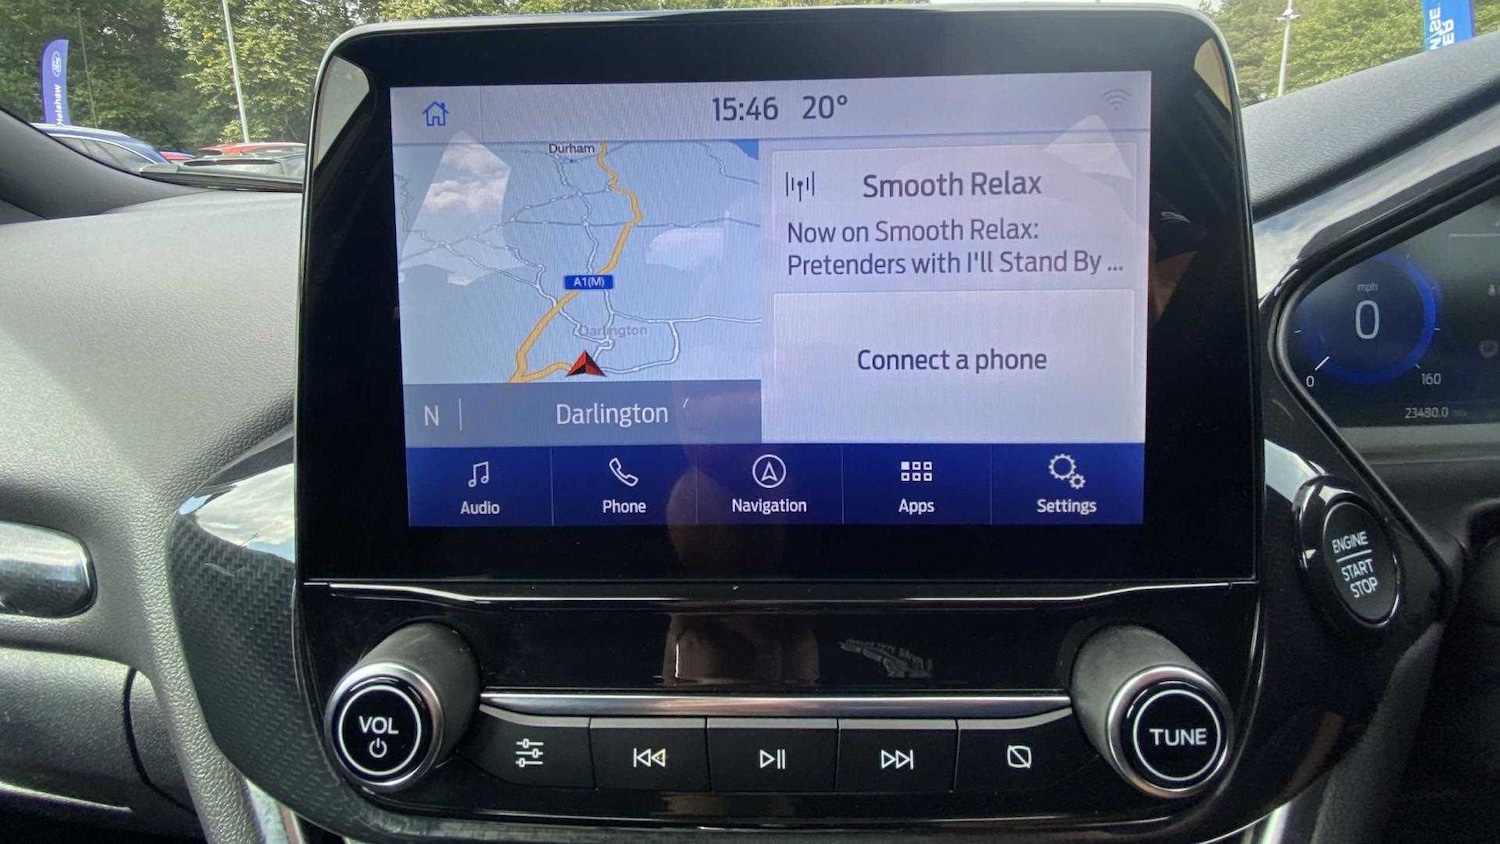 15:46 20°
Durham
A1(M)
Darlington
N
Darlington
Smooth Relax
Now on Smooth Relax:
Pretenders with I'll Stand By ...
Connect a phone
Audio
Phone
Navigation
Apps
Settings
VOL
TUNE
ENGINE
START
STOP
mph
0
0
160
23480.0
Ford